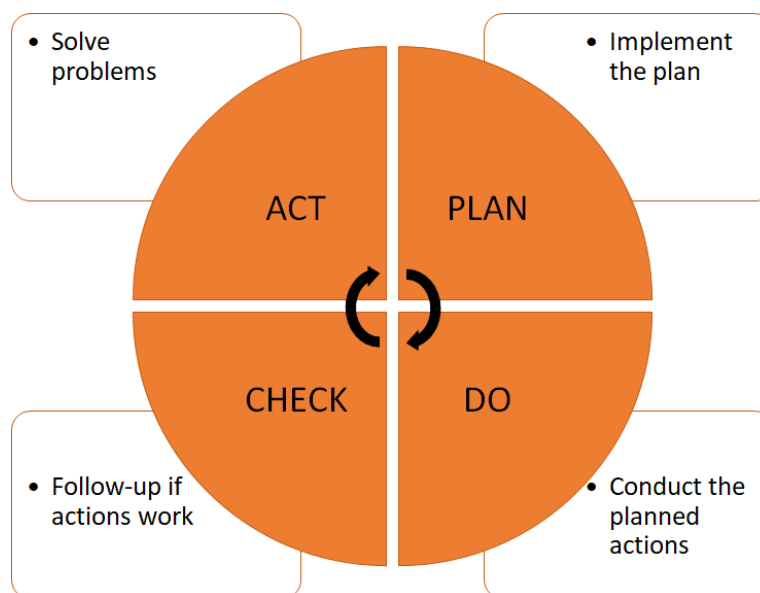 • Solve
problems
• Implement
the plan
ACT
PLAN
CHECK
DO
• Follow-up if
actions work
• Conduct the
planned
actions